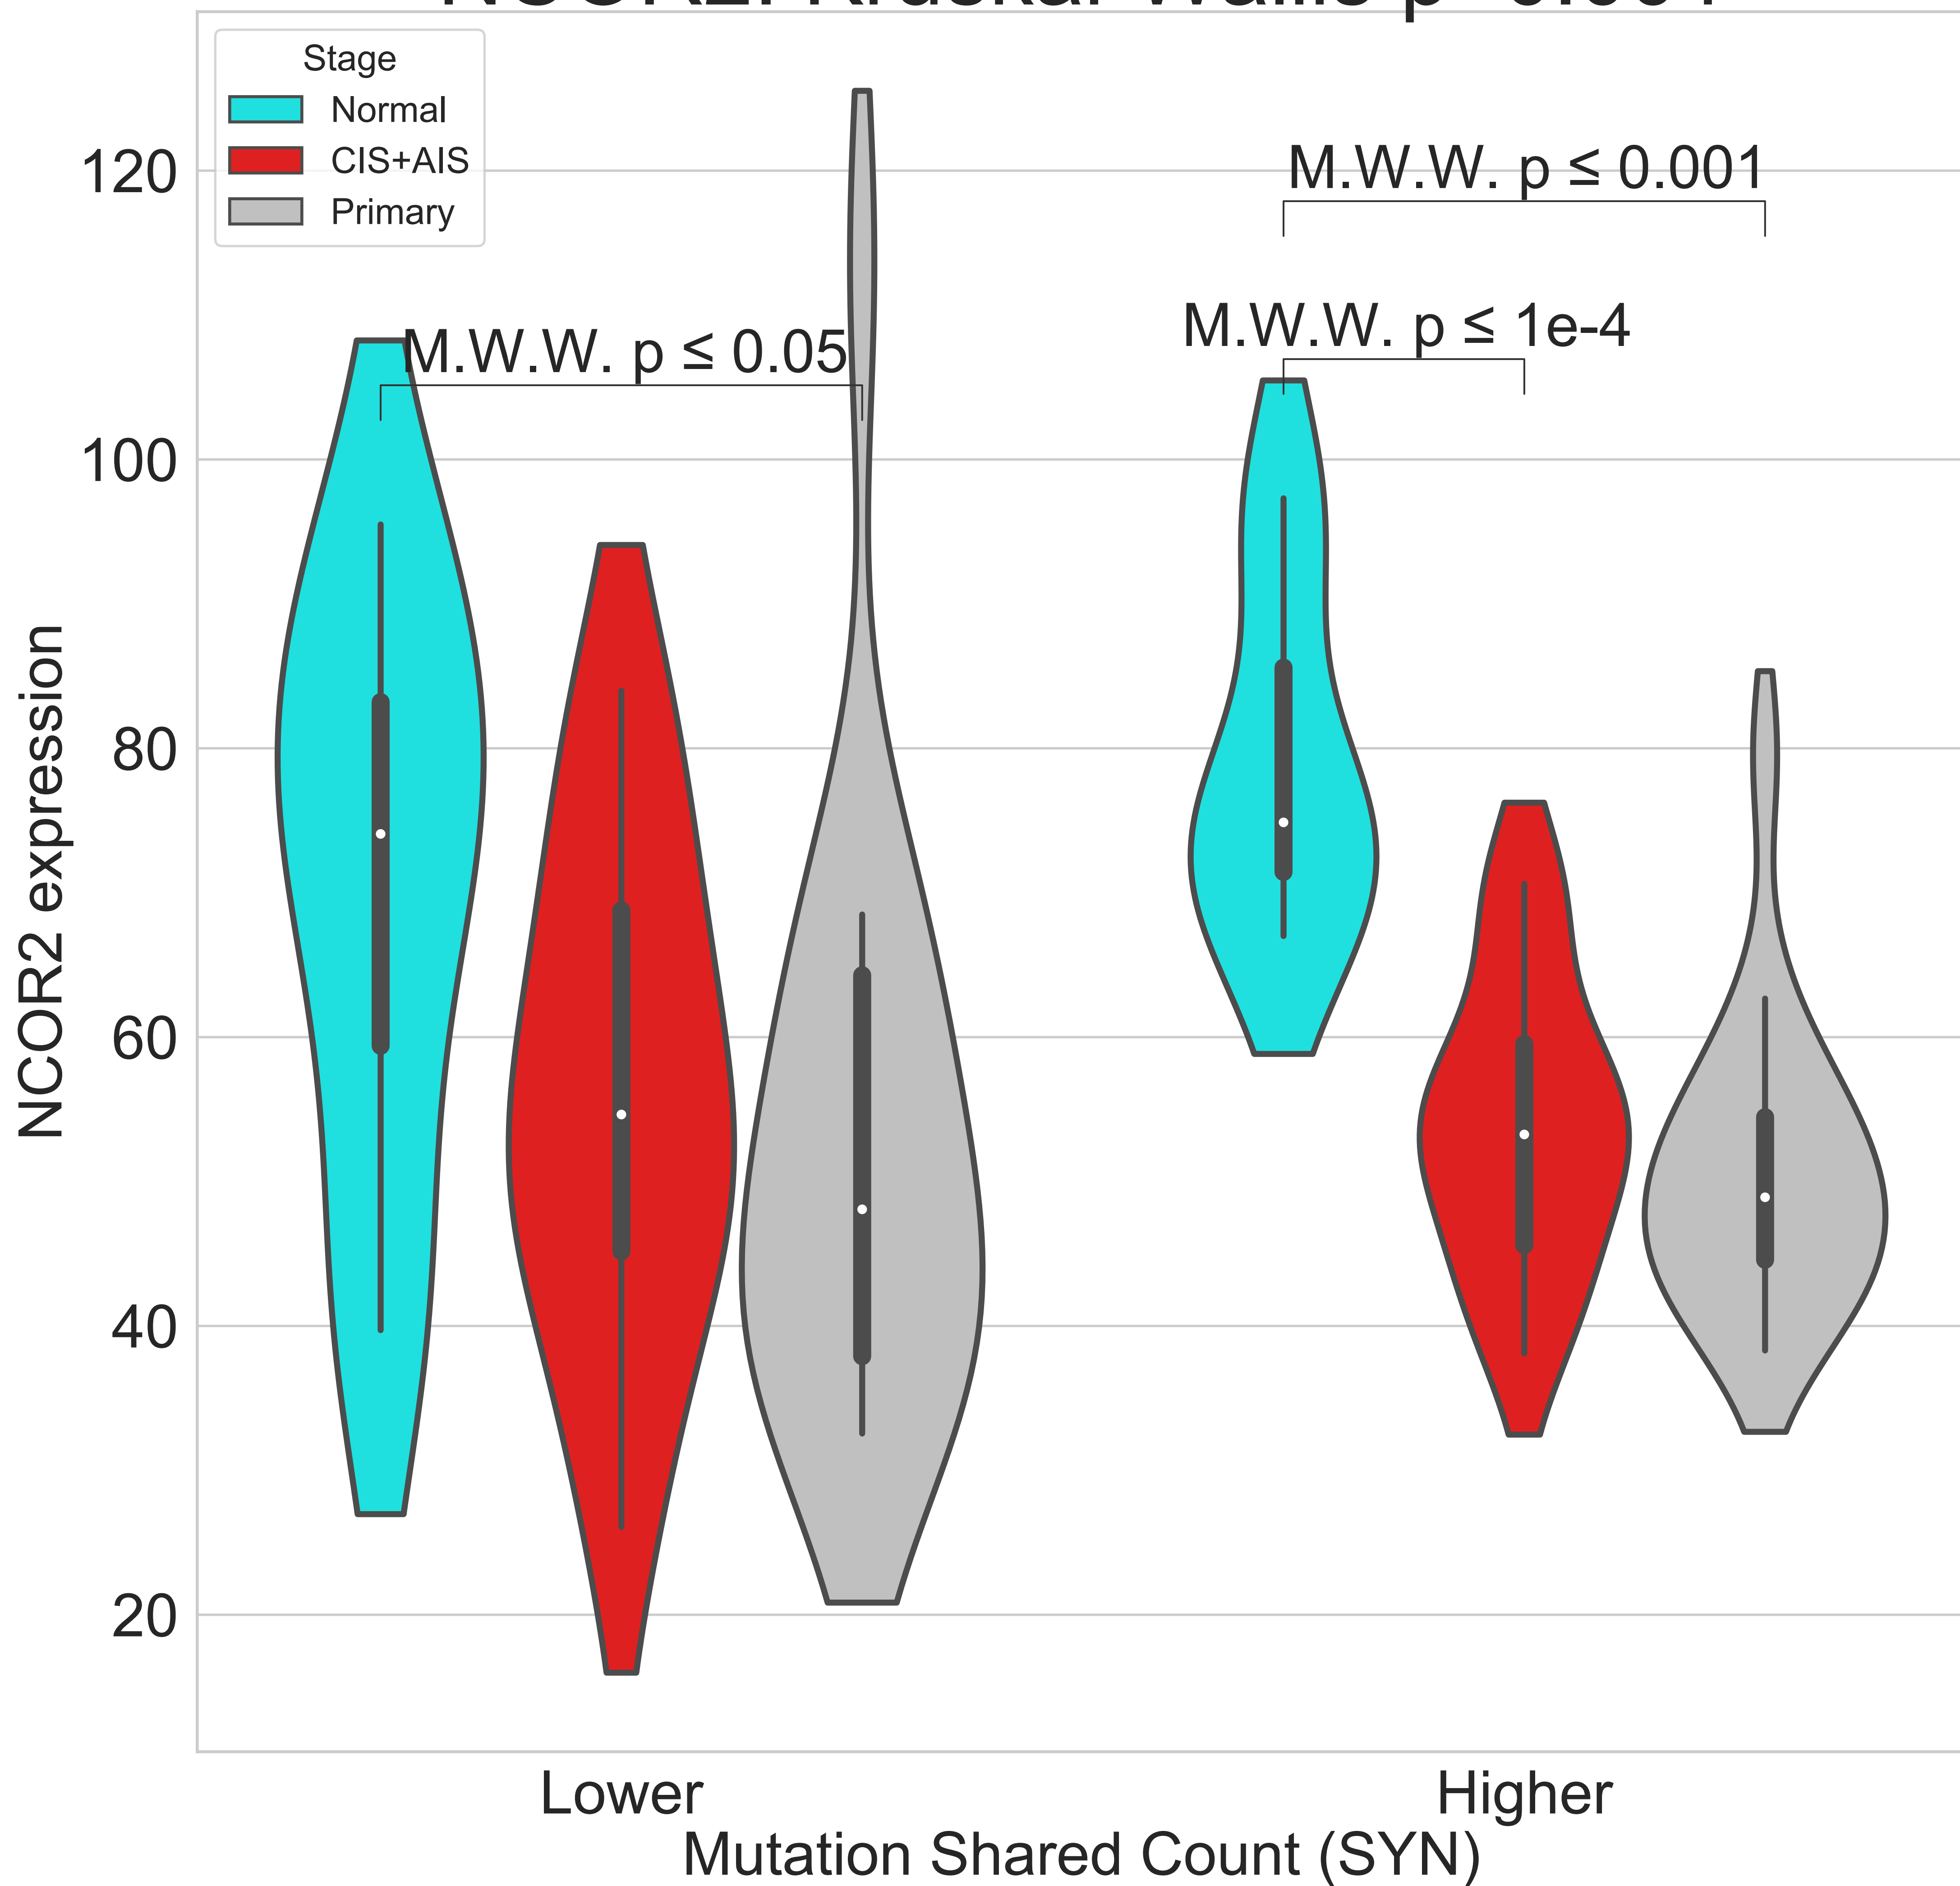 Stage
Normal
CIS+AIS
Primary
M.W.W. p ≤ 0.001
M.W.W. p ≤ 1e-4
M.W.W. p ≤ 0.05
120
100
80
60
40
20
NCOR2 expression
Lower
Higher
Mutation Shared Count (SYN)